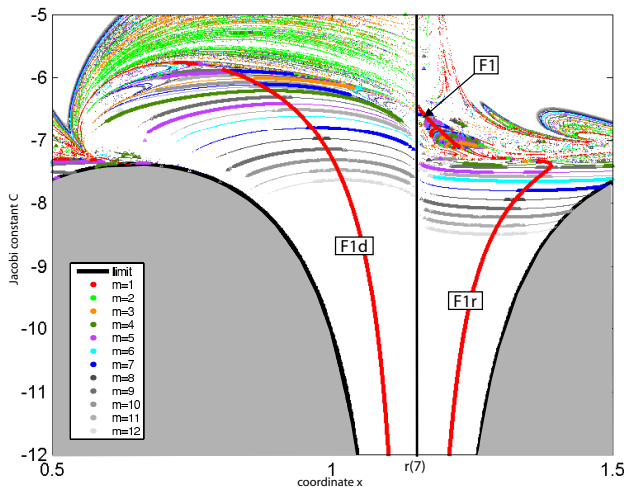 -5
-6
-7
-8
-9
-10
-11
-12
Jacobi constant C
F1
F1d
F1r
limit
m=1
m=2
m=3
m=4
m=5
m=6
m=7
m=8
m=9
m=10
m=11
m=12
0.5
1
r(7)
1.5
coordinate x